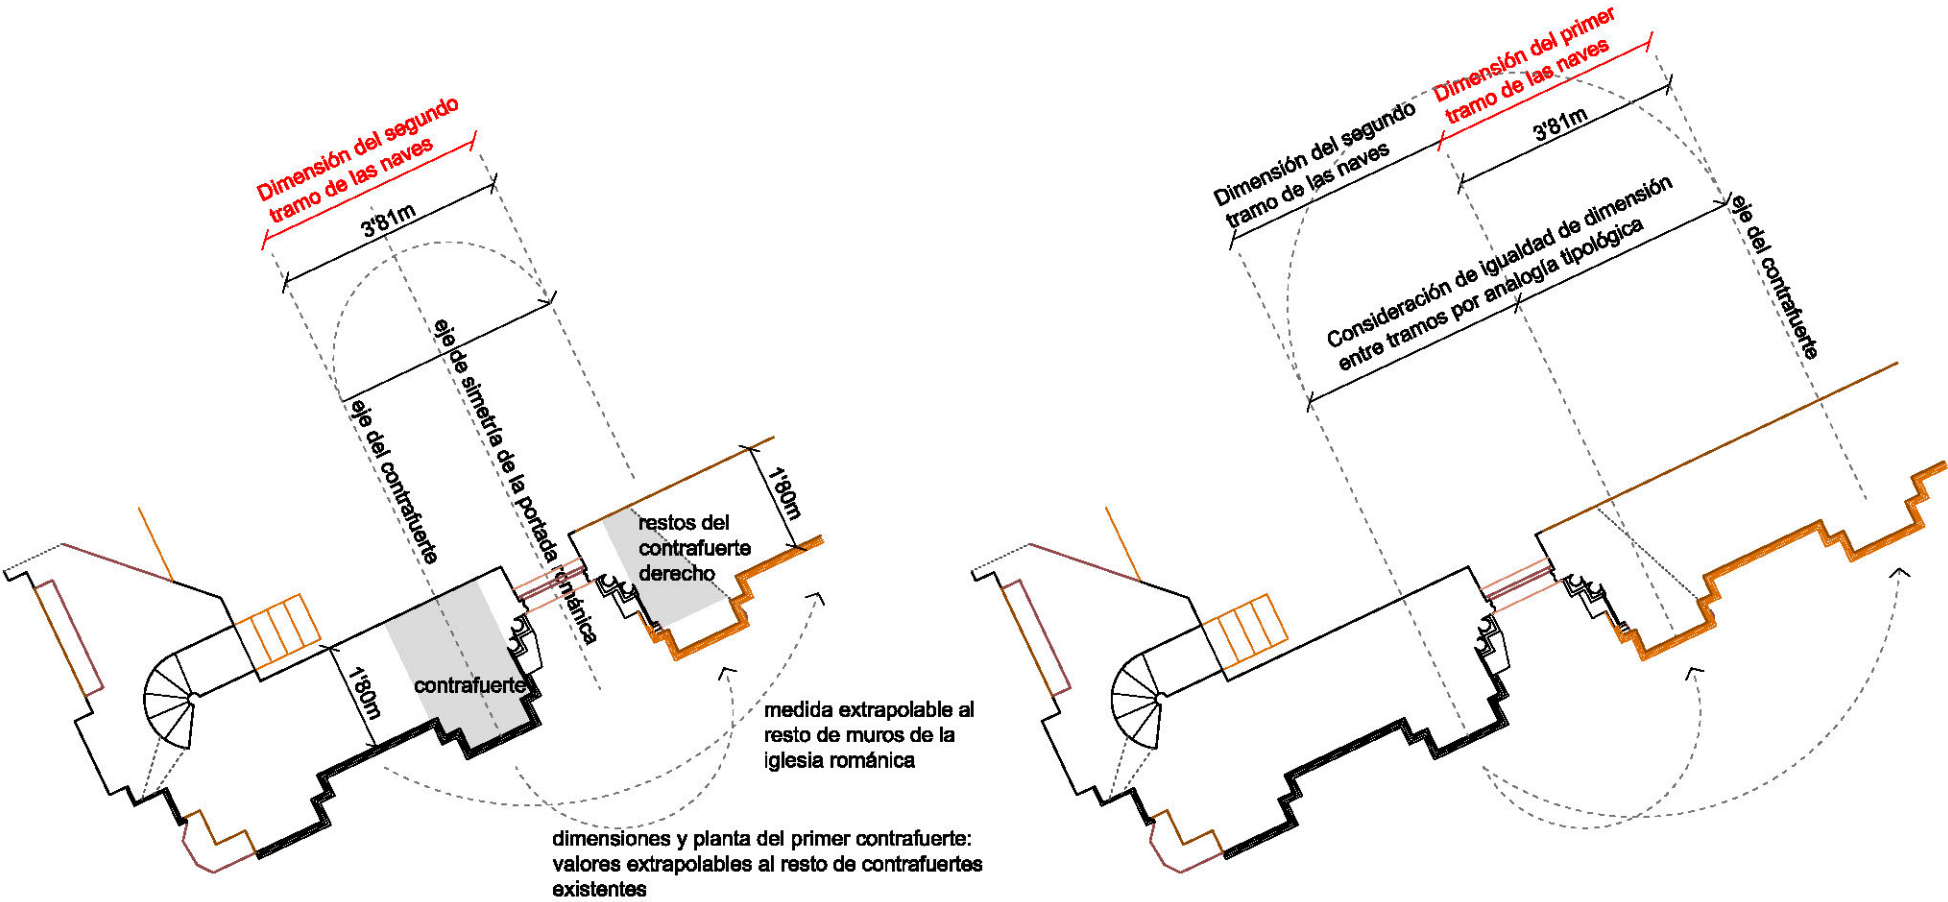 Dimensión del segundo
tramo de las naves
3'81m
eje del contrafuerte
eje de simetría de la portada románica
restos del
contrafuerte
derecho
1'80m
contrafuerte
1'80m
medida extrapolable al
resto de muros de la
iglesia románica
dimensiones y planta del primer contrafuerte:
valores extrapolables al resto de contrafuertes
existentes
Dimensión del segundo
tramo de las naves
Dimensión del primer
tramo de las naves
3'81m
Consideración de igualdad de dimensión
entre tramos por analogía tipológica
eje del contrafuerte